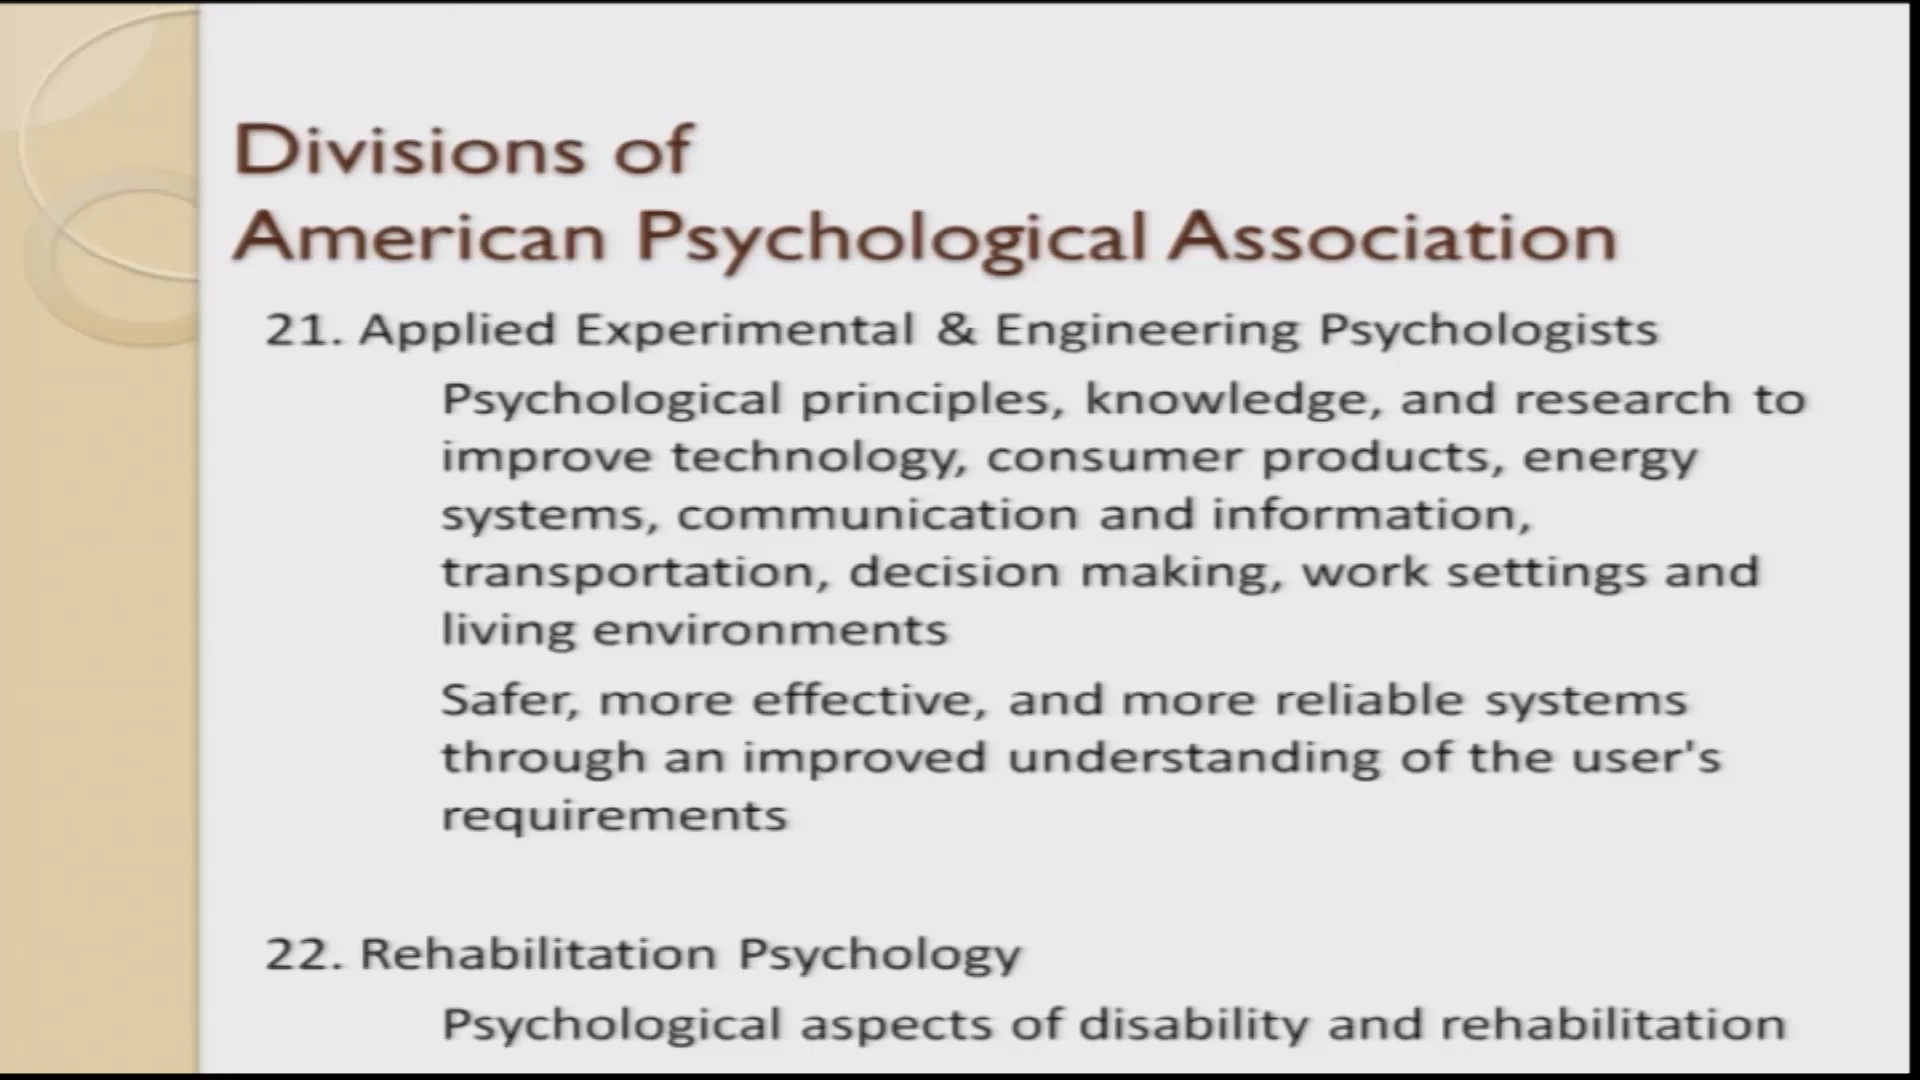 Divisions of
American Psychological Association
21. Applied Experimental & Engineering Psychologists
Psychological principles, knowledge, and research to
improve technology, consumer products, energy
systems, communication and information,
transportation, decision making, work settings and
living environments
Safer, more effective, and more reliable systems
through an improved understanding of the user's
requirements
22. Rehabilitation Psychology
Psychological aspects of disability and rehabilitation